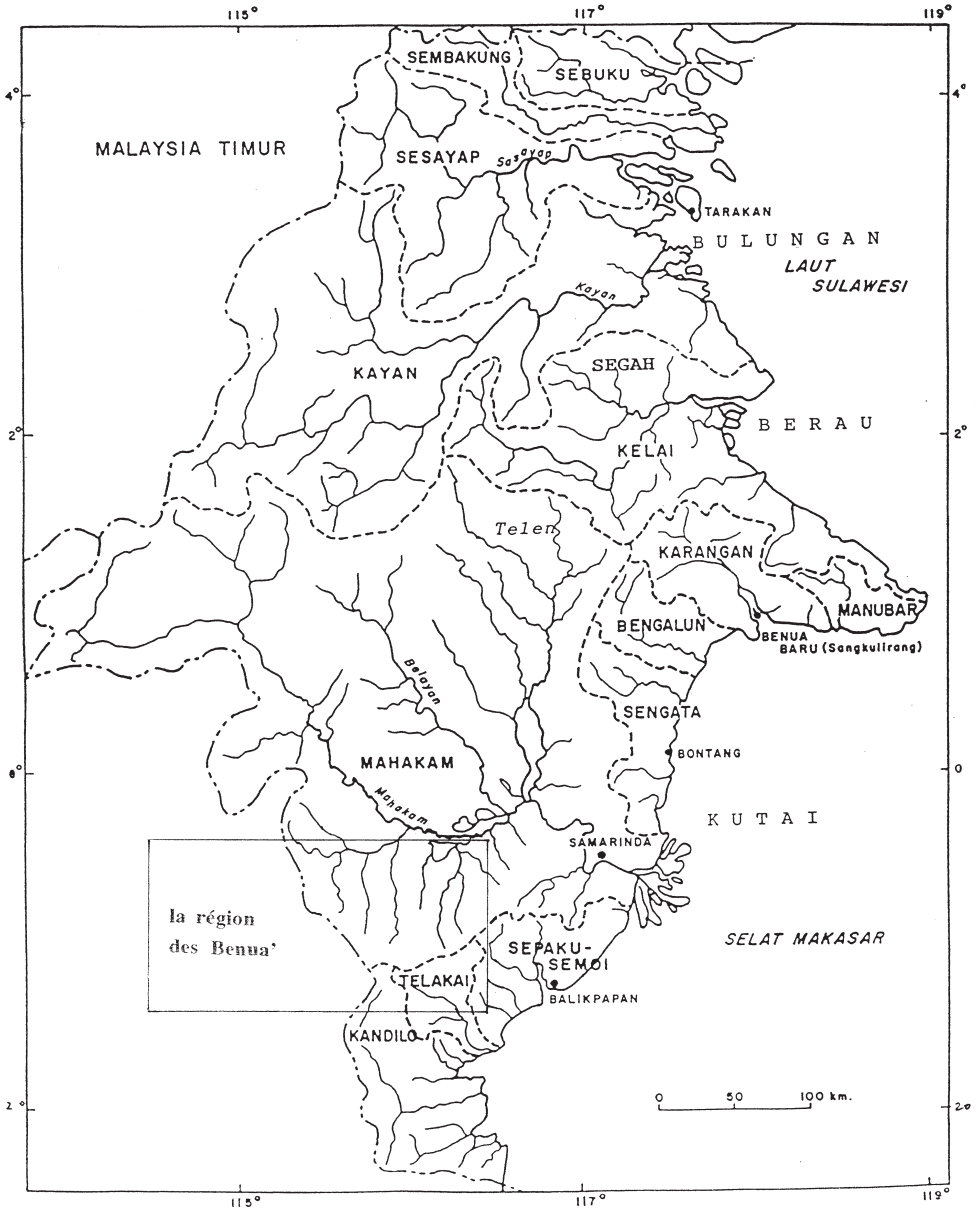 115°
117°
119°
4°
4°
SEMBAKUNG
SEBUKU
MALAYSIA TIMUR
SESAYAP
Sasayap
TARAKAN
BULUNGAN
LAUT
SULAWESI
Kayan
KAYAN
SEGAH
2°
2°
BERAU
KELAI
Telen
KARANGAN
MANUBAR
BENGALUN
BENUA
BARU (Sangkulirang)
Belayan
SENGATA
BONTANG
MAHAKAM
0°
0
Mahakam
KUTAI
SAMARINDA
la région
des Benua'
SELAT MAKASAR
SEPAKU-
SEMOI
TELAKAI
BALIKPAPAN
KANDILO
0 50 100 km.
2°
2°
115°
117°
119°